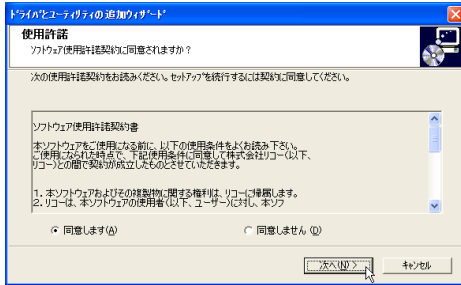 ﾄﾞﾗｲﾊﾞとﾕｰﾃｨﾘﾃｨの追加ｳｨｻﾞｰﾄﾞ
使用許諾
ｿﾌﾄｳｪｱ使用許諾契約に同意されますか?
次の使用許諾契約をお読みください。ｾｯﾄｱｯﾌﾟを続行するには契約に同意してください。
ソフトウェア使用許諾契約書
本ソフトウェアをご使用になる前に、以下の使用条件をよくお読み下さい。
ご使用になられた時点で、下記使用条件に同意して株式会社リコー(以下、
リコー)との間で契約が成立したものとさせていただきます。
1. 本ソフトウェアおよびその複製物に関する権利は、リコーに帰属します。
2. リコーは、本ソフトウェアの使用者(以下、ユーザー)に対し、本ソフ
同意します(A) 同意しません(D)
次へ(N) > ｷｬﾝｾﾙ